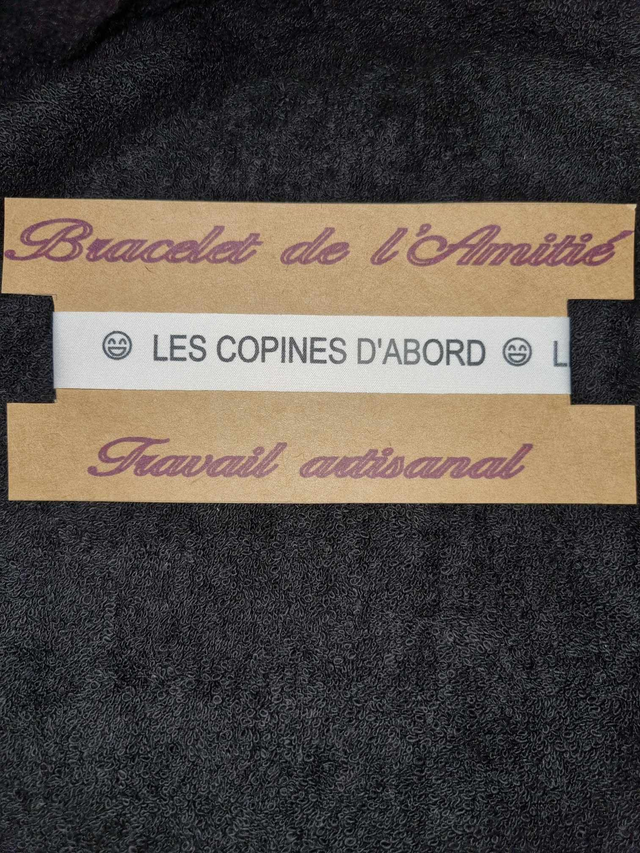 Bracelet de l'Amitié
😄 LES COPINES D'ABORD 😄 L
Travail artisanal